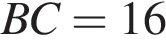 BC = 16